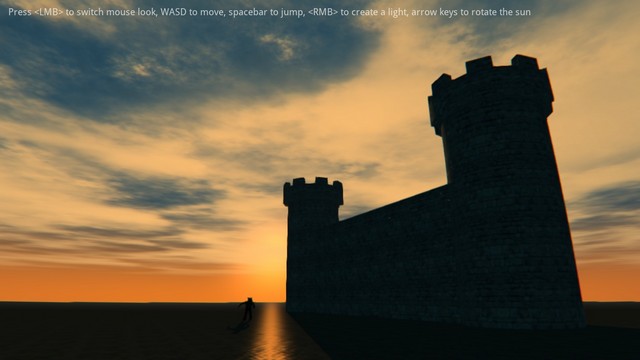 Press <LMB> to switch mouse look, WASD to move, spacebar to jump, <RMB> to create a light, arrow keys to rotate the sun